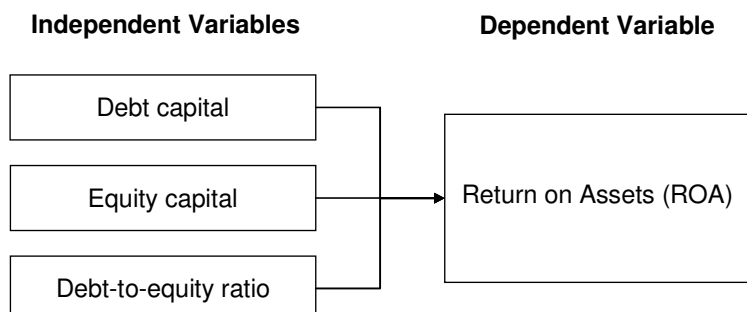 Independent Variables
Dependent Variable
Debt capital
Equity capital
Return on Assets (ROA)
Debt-to-equity ratio